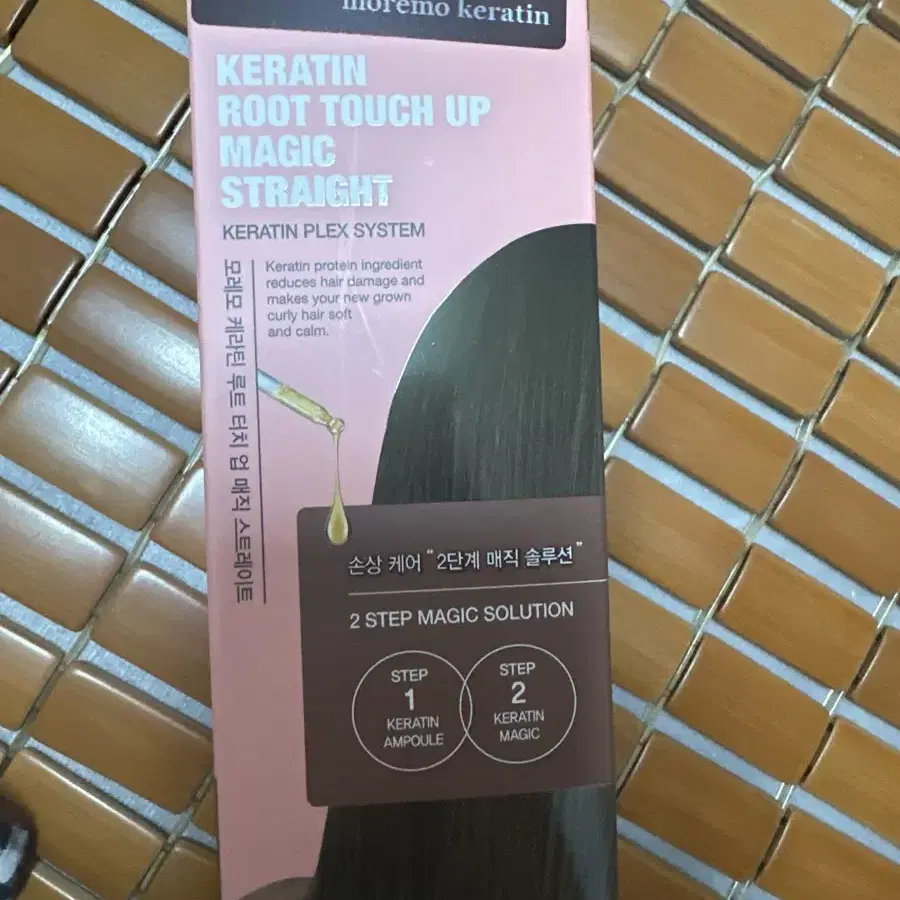 moremo keratin
KERATIN
ROOT TOUCH UP
MAGIC
STRAIGHT
KERATIN PLEX SYSTEM
모레모 케라틴 루트 터치 업 매직 스트레이트
Keratin protein ingredient
reduces hair damage and
makes your new grown
curly hair soft
and calm.
손상 케어 “2단계 매직 솔루션”
2 STEP MAGIC SOLUTION
STEP
1
KERATIN
AMPOULE
STEP
2
KERATIN
MAGIC